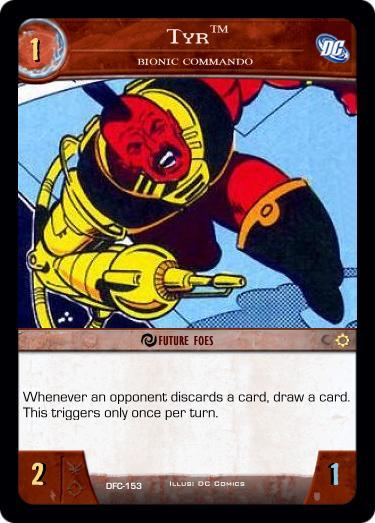 1
Tyr™
BIONIC COMMANDO
DC
FUTURE FOES
Whenever an opponent discards a card, draw a card.
This triggers only once per turn.
2
DFC-153
Illus: DC Comics
1